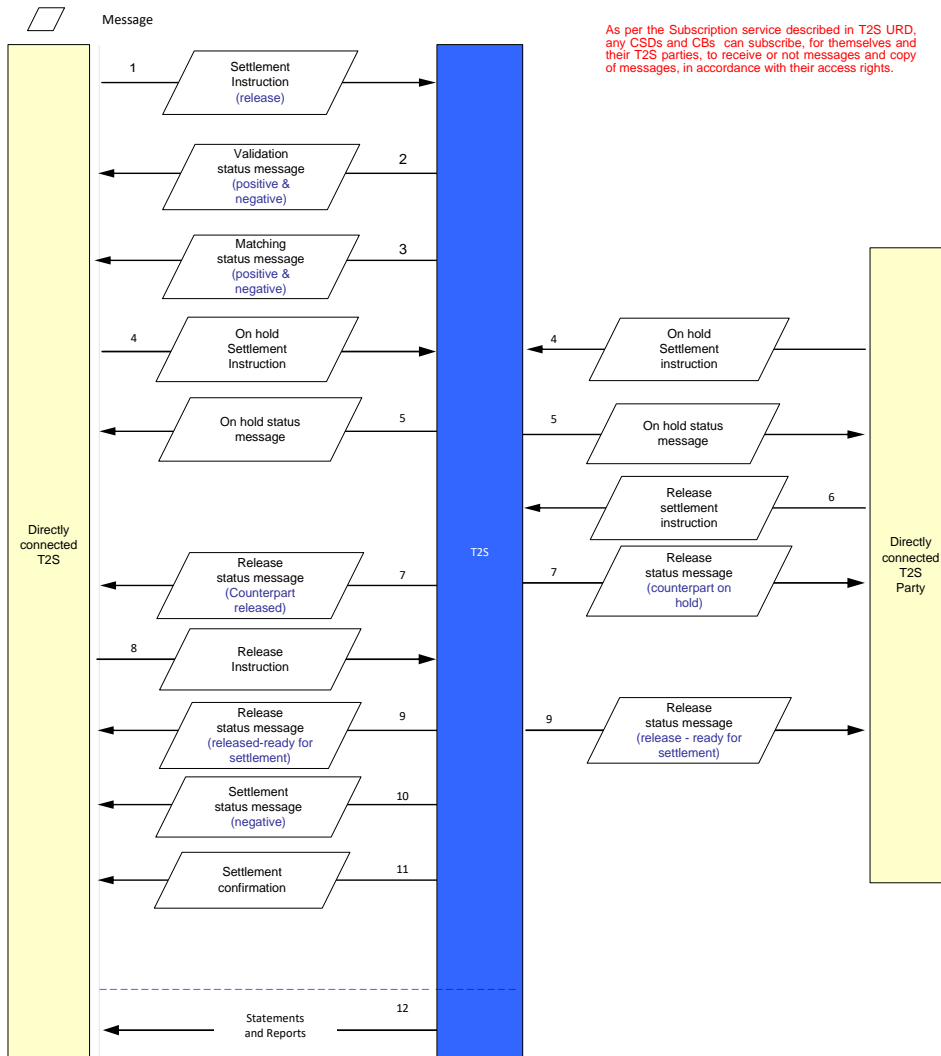 Message
As per the Subscription service described in T2S URD,
any CSDs and CBs can subscribe, for themselves and
their T2S parties, to receive or not messages and copy
of messages, in accordance with their access rights.
1
Settlement
Instruction
(release)
Validation
status message
(positive &
negative)
2
Matching
status message
(positive &
negative)
3
4
On hold
Settlement
Instruction
4
On hold
Settlement
instruction
On hold status
message
5
5
On hold status
message
Release
settlement
instruction
6
Directly
connected
T2S
T2S
Directly
connected
T2S
Party
Release
status message
(Counterpart
released)
7
7
Release
status message
(counterpart on
hold)
8
Release
Instruction
Release
status message
(released-ready for
settlement)
9
9
Release
status message
(release - ready for
settlement)
Settlement
status message
(negative)
10
Settlement
confirmation
11
Statements
and Reports
12